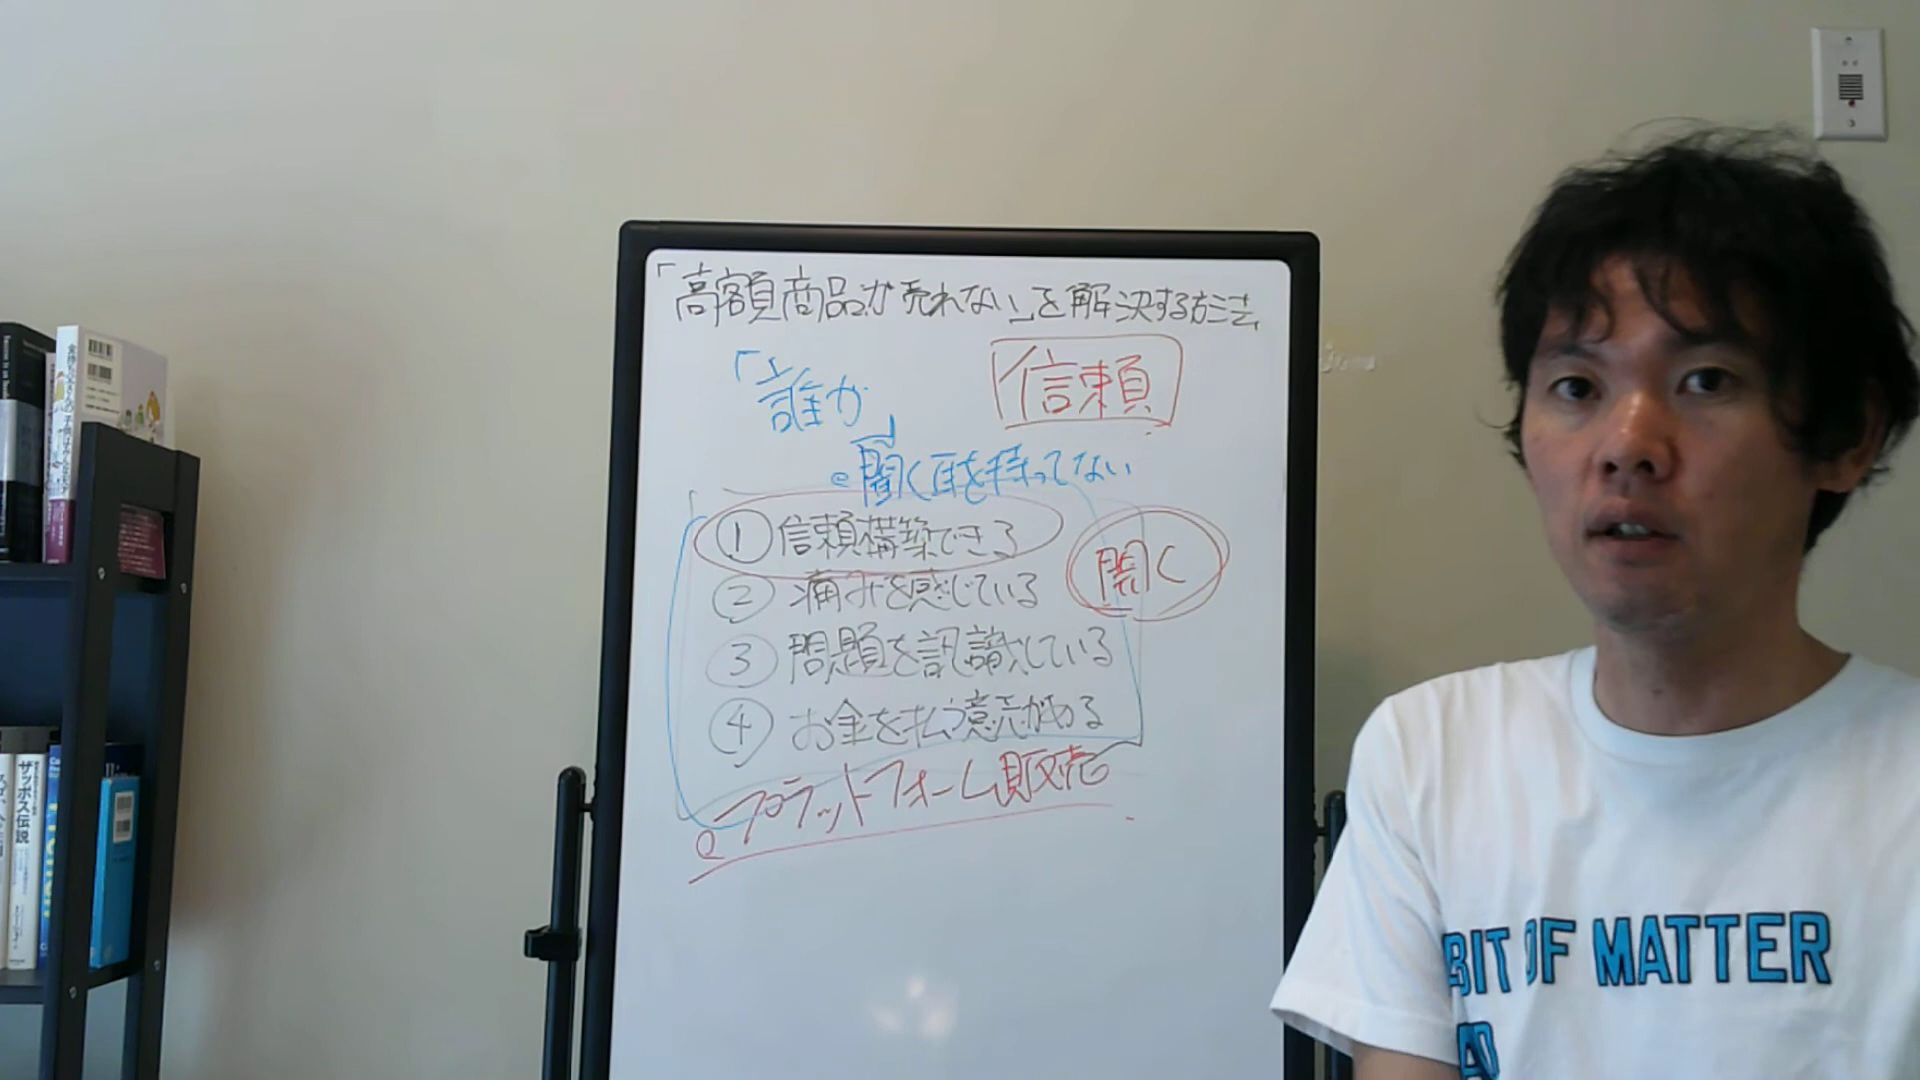 「高額商品が売れない」を解決する方法
「誰か」
信頼
聞く耳を持ってない
① 信頼構築できる
聞く
② 痛みを感じている
③ 問題を認識している
④ お金を払う意志がある
プラットフォーム販売
BIT OF MATTER
ザッポス伝説